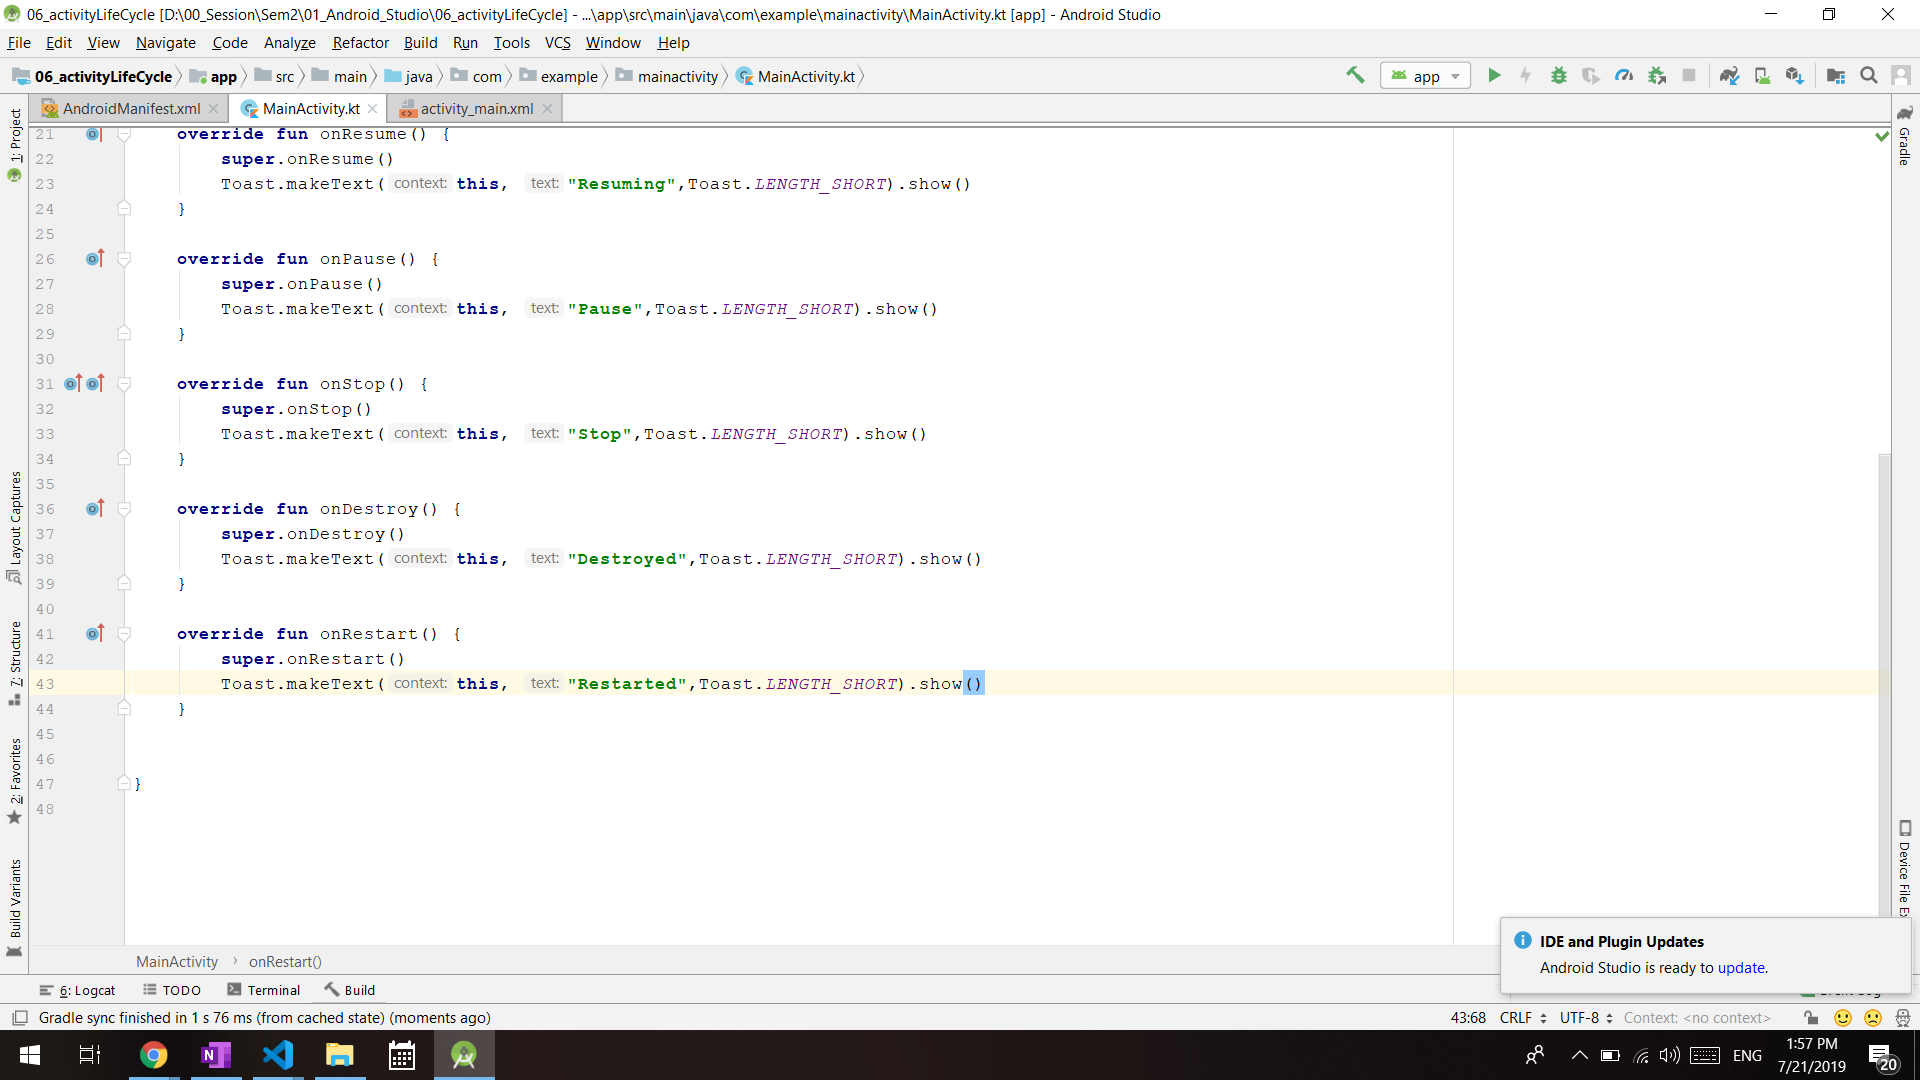 06_activityLifeCycle [D:\00_Session\Sem2\01_Android_Studio\06_activityLifeCycle] - ...\app\src\main\java\com\example\mainactivity\MainActivity.kt [app] - Android Studio
File Edit View Navigate Code Analyze Refactor Build Run Tools VCS Window Help
06_activityLifeCycle app src main java com example mainactivity MainActivity.kt app
AndroidManifest.xml MainActivity.kt activity_main.xml
1: Project
Layout Captures
7: Structure
2: Favorites
Build Variants
21 override fun onResume() {
22 super.onResume()
23 Toast.makeText( context: this, text: "Resuming",Toast.LENGTH_SHORT).show()
24 }
25
26 override fun onPause() {
27 super.onPause()
28 Toast.makeText( context: this, text: "Pause",Toast.LENGTH_SHORT).show()
29 }
30
31 override fun onStop() {
32 super.onStop()
33 Toast.makeText( context: this, text: "Stop",Toast.LENGTH_SHORT).show()
34 }
35
36 override fun onDestroy() {
37 super.onDestroy()
38 Toast.makeText( context: this, text: "Destroyed",Toast.LENGTH_SHORT).show()
39 }
40
41 override fun onRestart() {
42 super.onRestart()
43 Toast.makeText( context: this, text: "Restarted",Toast.LENGTH_SHORT).show()
44 }
45
46
47 }
48
Gradle
Device File E
IDE and Plugin Updates
Android Studio is ready to update.
MainActivity › onRestart()
6: Logcat TODO Terminal Build
Gradle sync finished in 1 s 76 ms (from cached state) (moments ago) 43:68 CRLF UTF-8 Context: <no context>
ENG 1:57 PM
7/21/2019 20